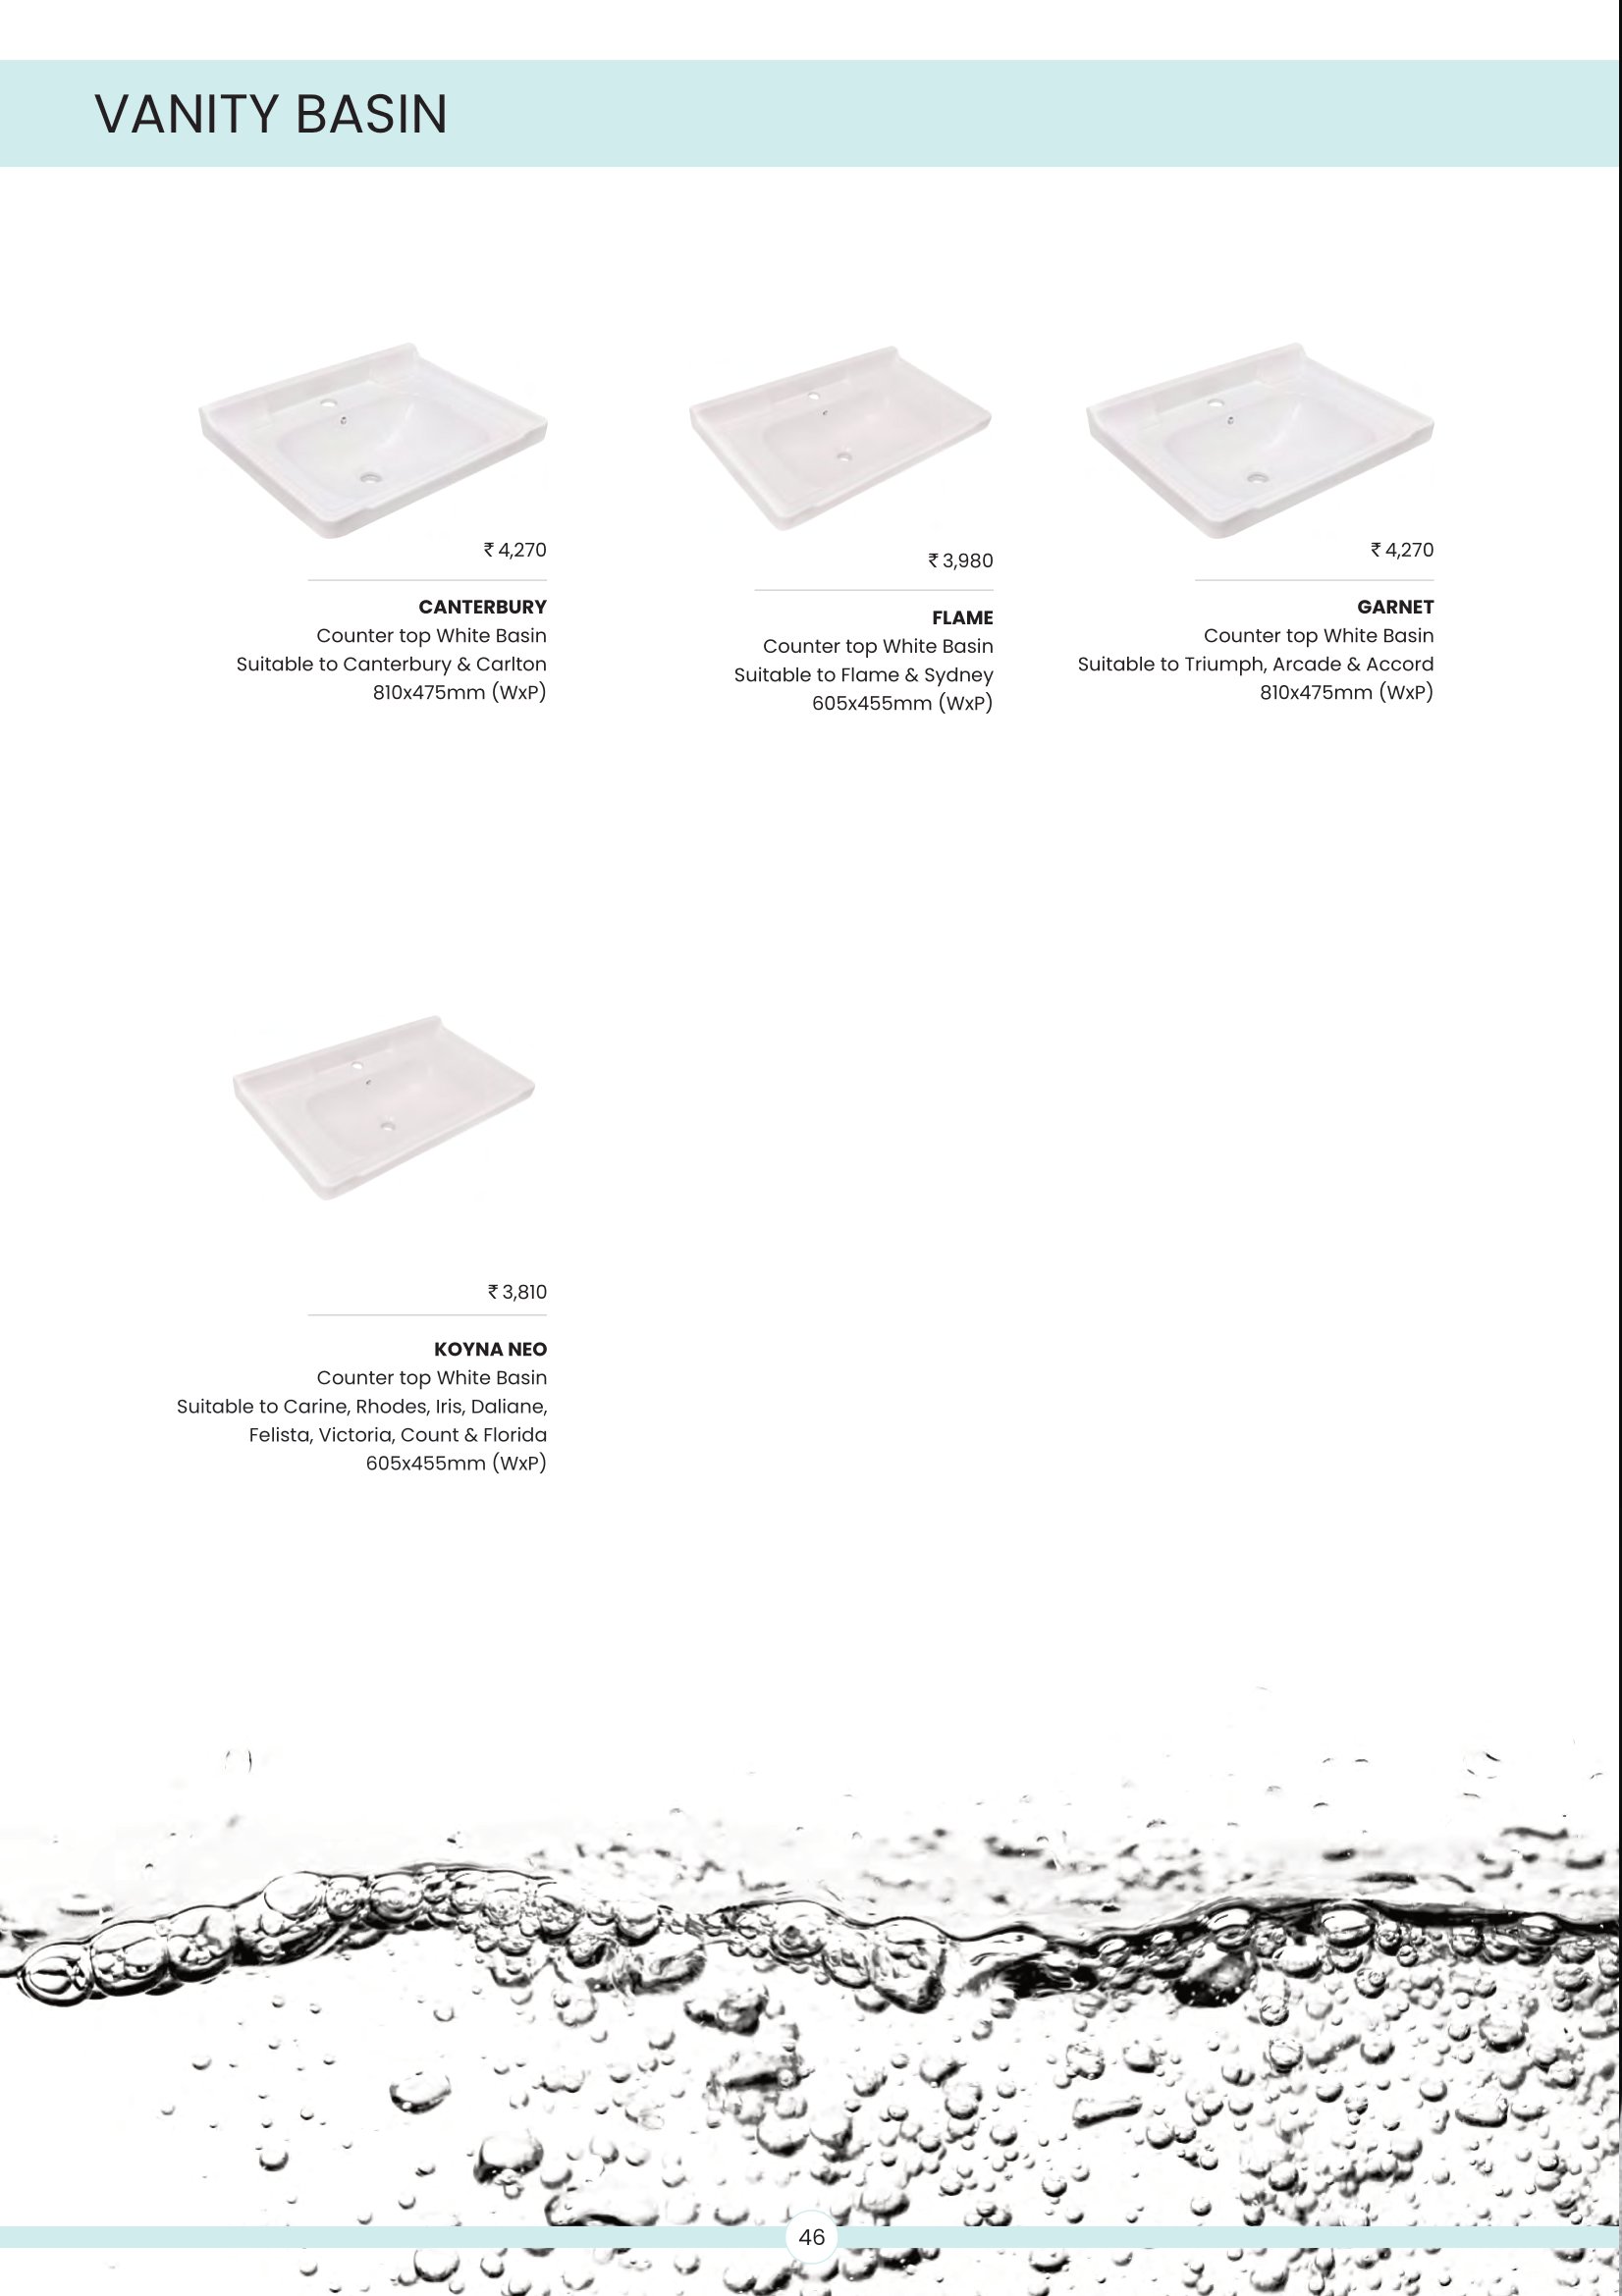 VANITY BASIN
₹ 4,270
CANTERBURY
Counter top White Basin
Suitable to Canterbury & Carlton
810x475mm (WxP)
₹ 3,980
FLAME
Counter top White Basin
Suitable to Flame & Sydney
605x455mm (WxP)
₹ 4,270
GARNET
Counter top White Basin
Suitable to Triumph, Arcade & Accord
810x475mm (WxP)
₹ 3,810
KOYNA NEO
Counter top White Basin
Suitable to Carine, Rhodes, Iris, Daliane,
Felista, Victoria, Count & Florida
605x455mm (WxP)
46